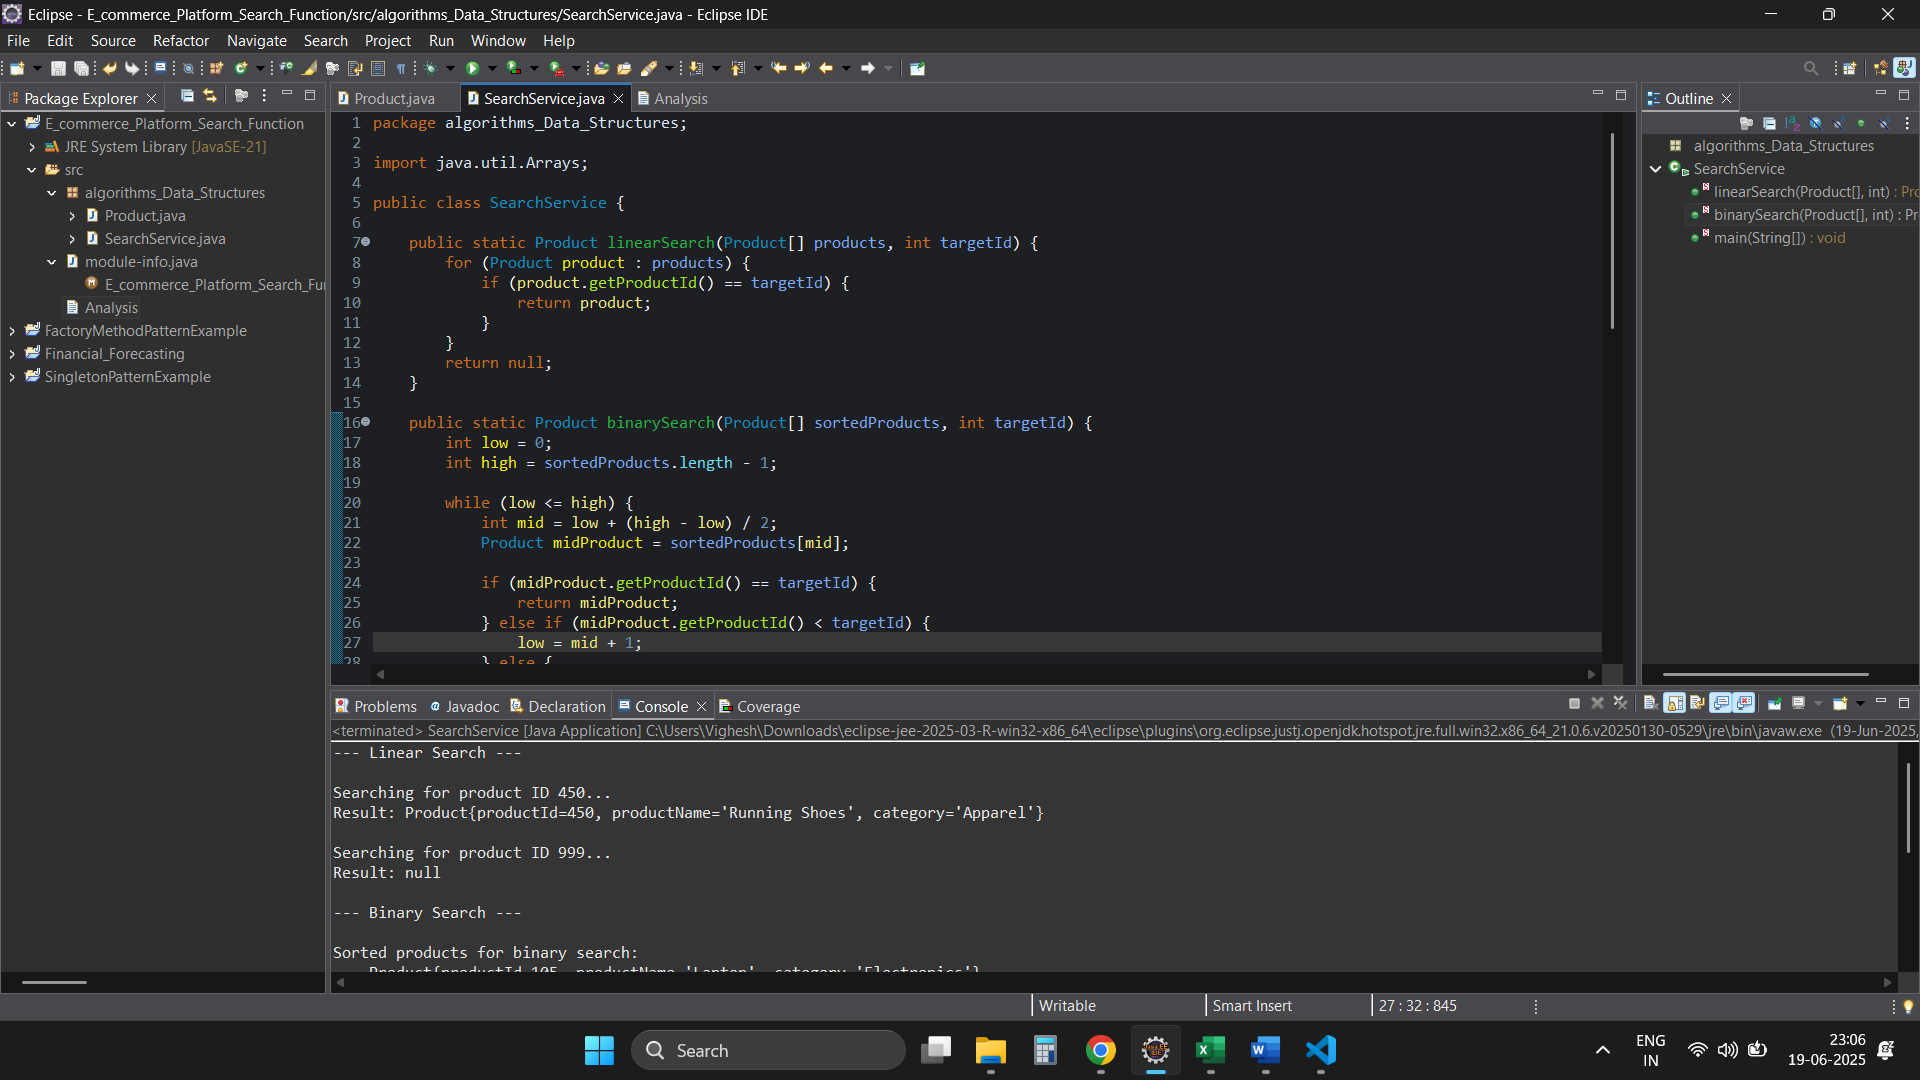 Eclipse - E_commerce_Platform_Search_Function/src/algorithms_Data_Structures/SearchService.java - Eclipse IDE
File Edit Source Refactor Navigate Search Project Run Window Help
Package Explorer
E_commerce_Platform_Search_Function
JRE System Library [JavaSE-21]
src
algorithms_Data_Structures
Product.java
SearchService.java
module-info.java
E_commerce_Platform_Search_Fu
Analysis
FactoryMethodPatternExample
Financial_Forecasting
SingletonPatternExample
Product.java SearchService.java Analysis
1 package algorithms_Data_Structures;
2
3 import java.util.Arrays;
4
5 public class SearchService {
6
7 public static Product linearSearch(Product[] products, int targetId) {
8 for (Product product : products) {
9 if (product.getProductId() == targetId) {
10 return product;
11 }
12 }
13 return null;
14 }
15
16 public static Product binarySearch(Product[] sortedProducts, int targetId) {
17 int low = 0;
18 int high = sortedProducts.length - 1;
19
20 while (low <= high) {
21 int mid = low + (high - low) / 2;
22 Product midProduct = sortedProducts[mid];
23
24 if (midProduct.getProductId() == targetId) {
25 return midProduct;
26 } else if (midProduct.getProductId() < targetId) {
27 low = mid + 1;
28 } else {
Outline
algorithms_Data_Structures
SearchService
linearSearch(Product[], int) : Pro
binarySearch(Product[], int) : Pr
main(String[]) : void
Problems Javadoc Declaration Console Coverage
<terminated> SearchService [Java Application] C:\Users\Vighesh\Downloads\eclipse-jee-2025-03-R-win32-x86_64\eclipse\plugins\org.eclipse.justj.openjdk.hotspot.jre.full.win32.x86_64_21.0.6.v20250130-0529\jre\bin\javaw.exe (19-Jun-2025,
--- Linear Search ---
Searching for product ID 450...
Result: Product{productId=450, productName='Running Shoes', category='Apparel'}
Searching for product ID 999...
Result: null
--- Binary Search ---
Sorted products for binary search:
Product{productId=105, productName='Laptop', category='Electronics'}
Writable Smart Insert 27 : 32 : 845
Search
ENG
IN
23:06
19-06-2025